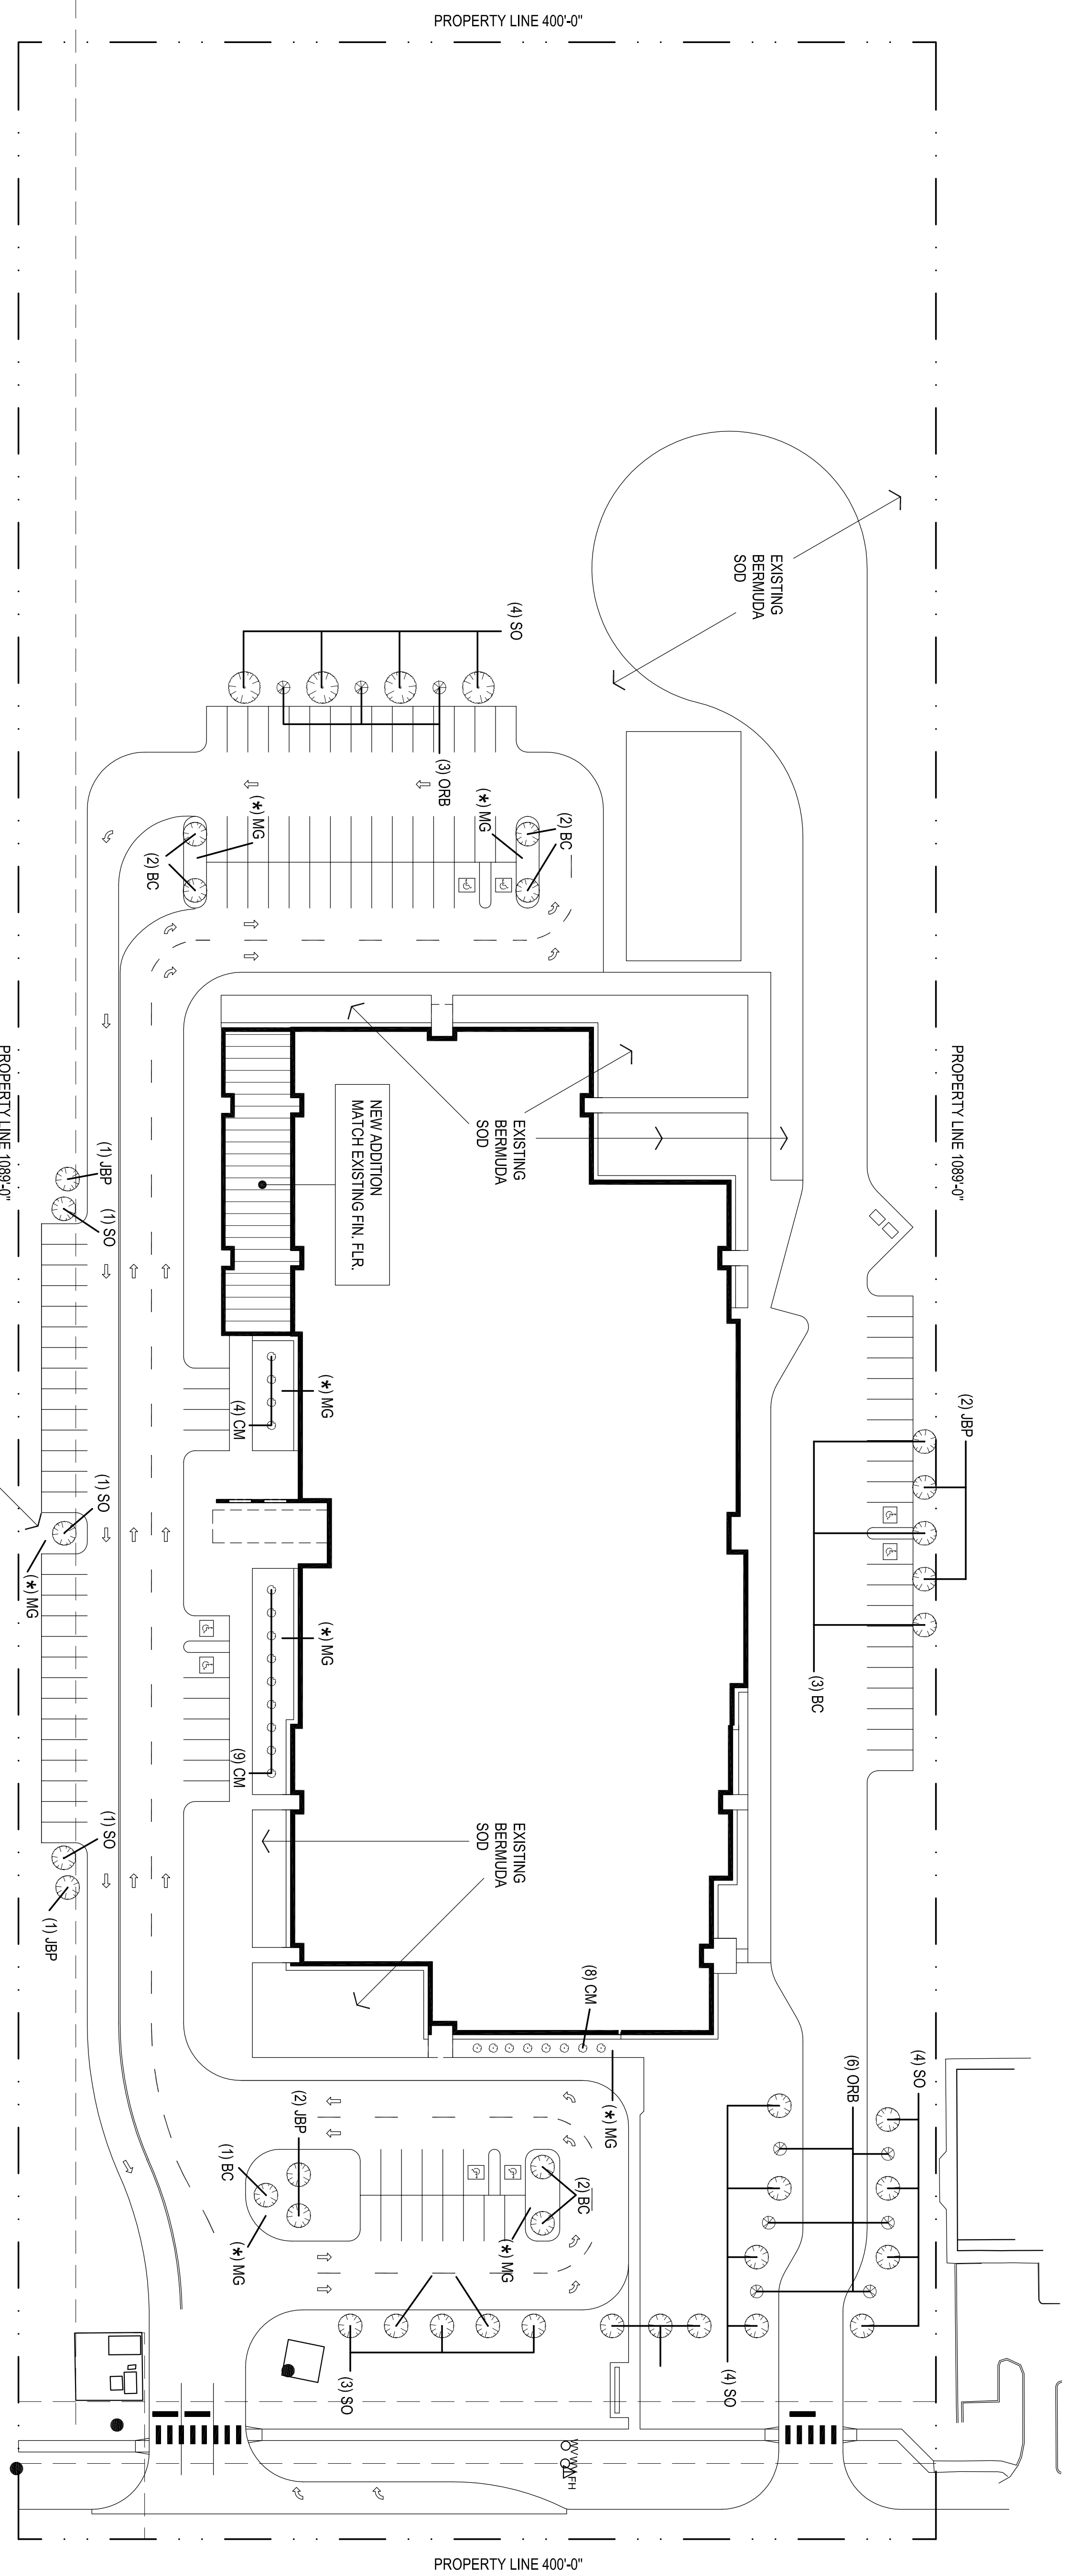 PROPERTY LINE 400'-0"
EXISTING
BERMUDA
SOD
(4) SO
(3) ORB
(*) MG
(*) MG
(2) BC
(2) BC
PROPERTY LINE 1089'-0"
PROPERTY LINE 1089'-0"
EXISTING
BERMUDA
SOD
NEW ADDITION
MATCH EXISTING FIN. FLR.
(1) JBP
(1) SO
(*) MG
(4) CM
(2) JBP
(1) SO
(*) MG
(*) MG
(3) BC
(9) CM
(1) SO
EXISTING
BERMUDA
SOD
(1) JBP
(8) CM
(*) MG
(6) ORB
(4) SO
(2) JBP
(1) BC
(2) BC
(*) MG
(*) MG
(3) SO
(4) SO
WV
WV
FH
PROPERTY LINE 400'-0"